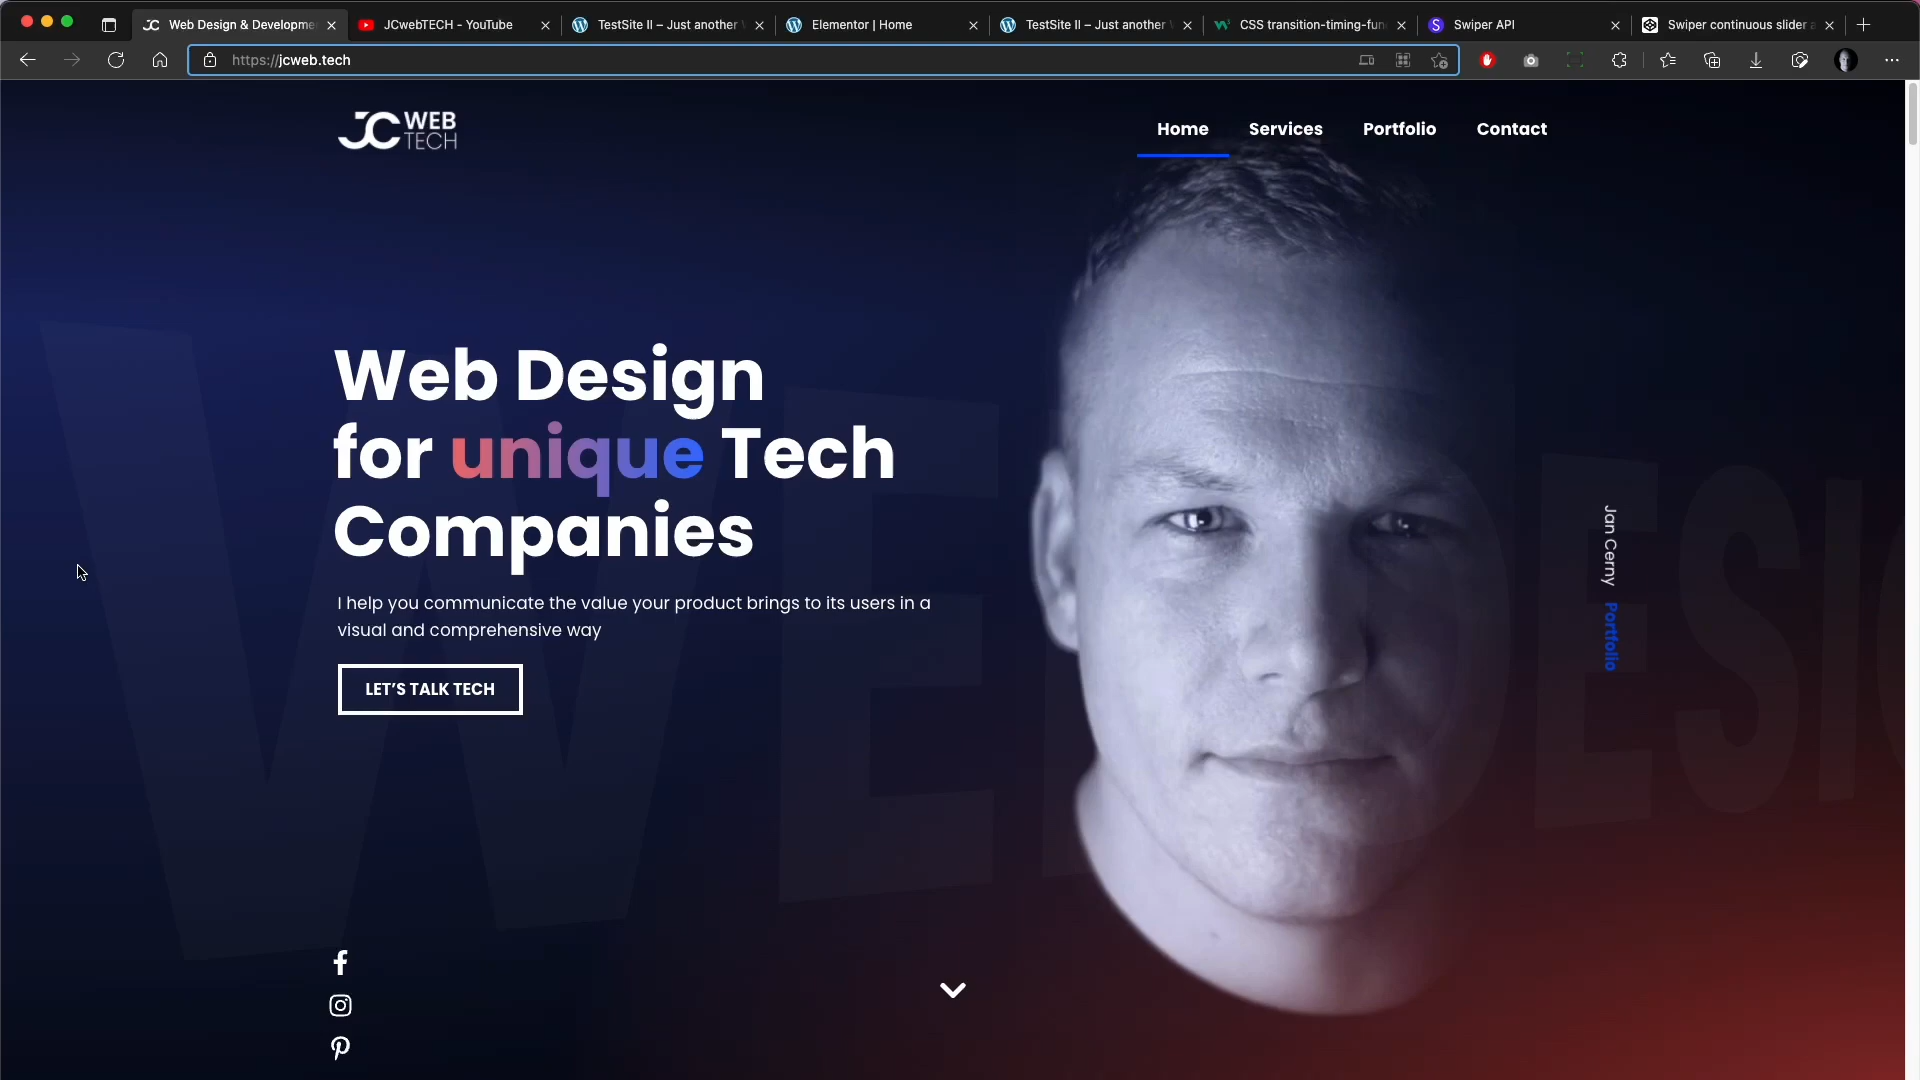 Web Design & Developme
JCwebTECH - YouTube
TestSite II – Just another
Elementor | Home
TestSite II – Just another
CSS transition-timing-fun
Swiper API
Swiper continuous slider a
https://jcweb.tech
JC WEB
TECH
Home
Services
Portfolio
Contact
Web Design
for unique Tech
Companies
I help you communicate the value your product brings to its users in a
visual and comprehensive way
LET’S TALK TECH
Jan Cerny Portfolio